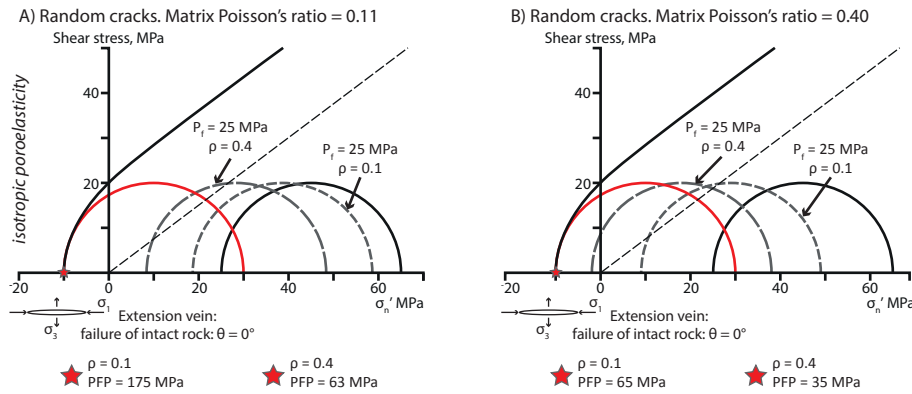 A) Random cracks. Matrix Poisson's ratio = 0.11
Shear stress, MPa
isotropic poroelasticity
40
20
P_f = 25 MPa
ρ = 0.4
P_f = 25 MPa
ρ = 0.1
-20
0
20
40
60
σ_n' MPa
σ_1
σ_3
Extension vein:
failure of intact rock: θ = 0°
ρ = 0.1
PFP = 175 MPa
ρ = 0.4
PFP = 63 MPa
B) Random cracks. Matrix Poisson's ratio = 0.40
Shear stress, MPa
40
20
P_f = 25 MPa
ρ = 0.4
P_f = 25 MPa
ρ = 0.1
-20
0
20
40
60
σ_n' MPa
σ_1
σ_3
Extension vein:
failure of intact rock: θ = 0°
ρ = 0.1
PFP = 65 MPa
ρ = 0.4
PFP = 35 MPa